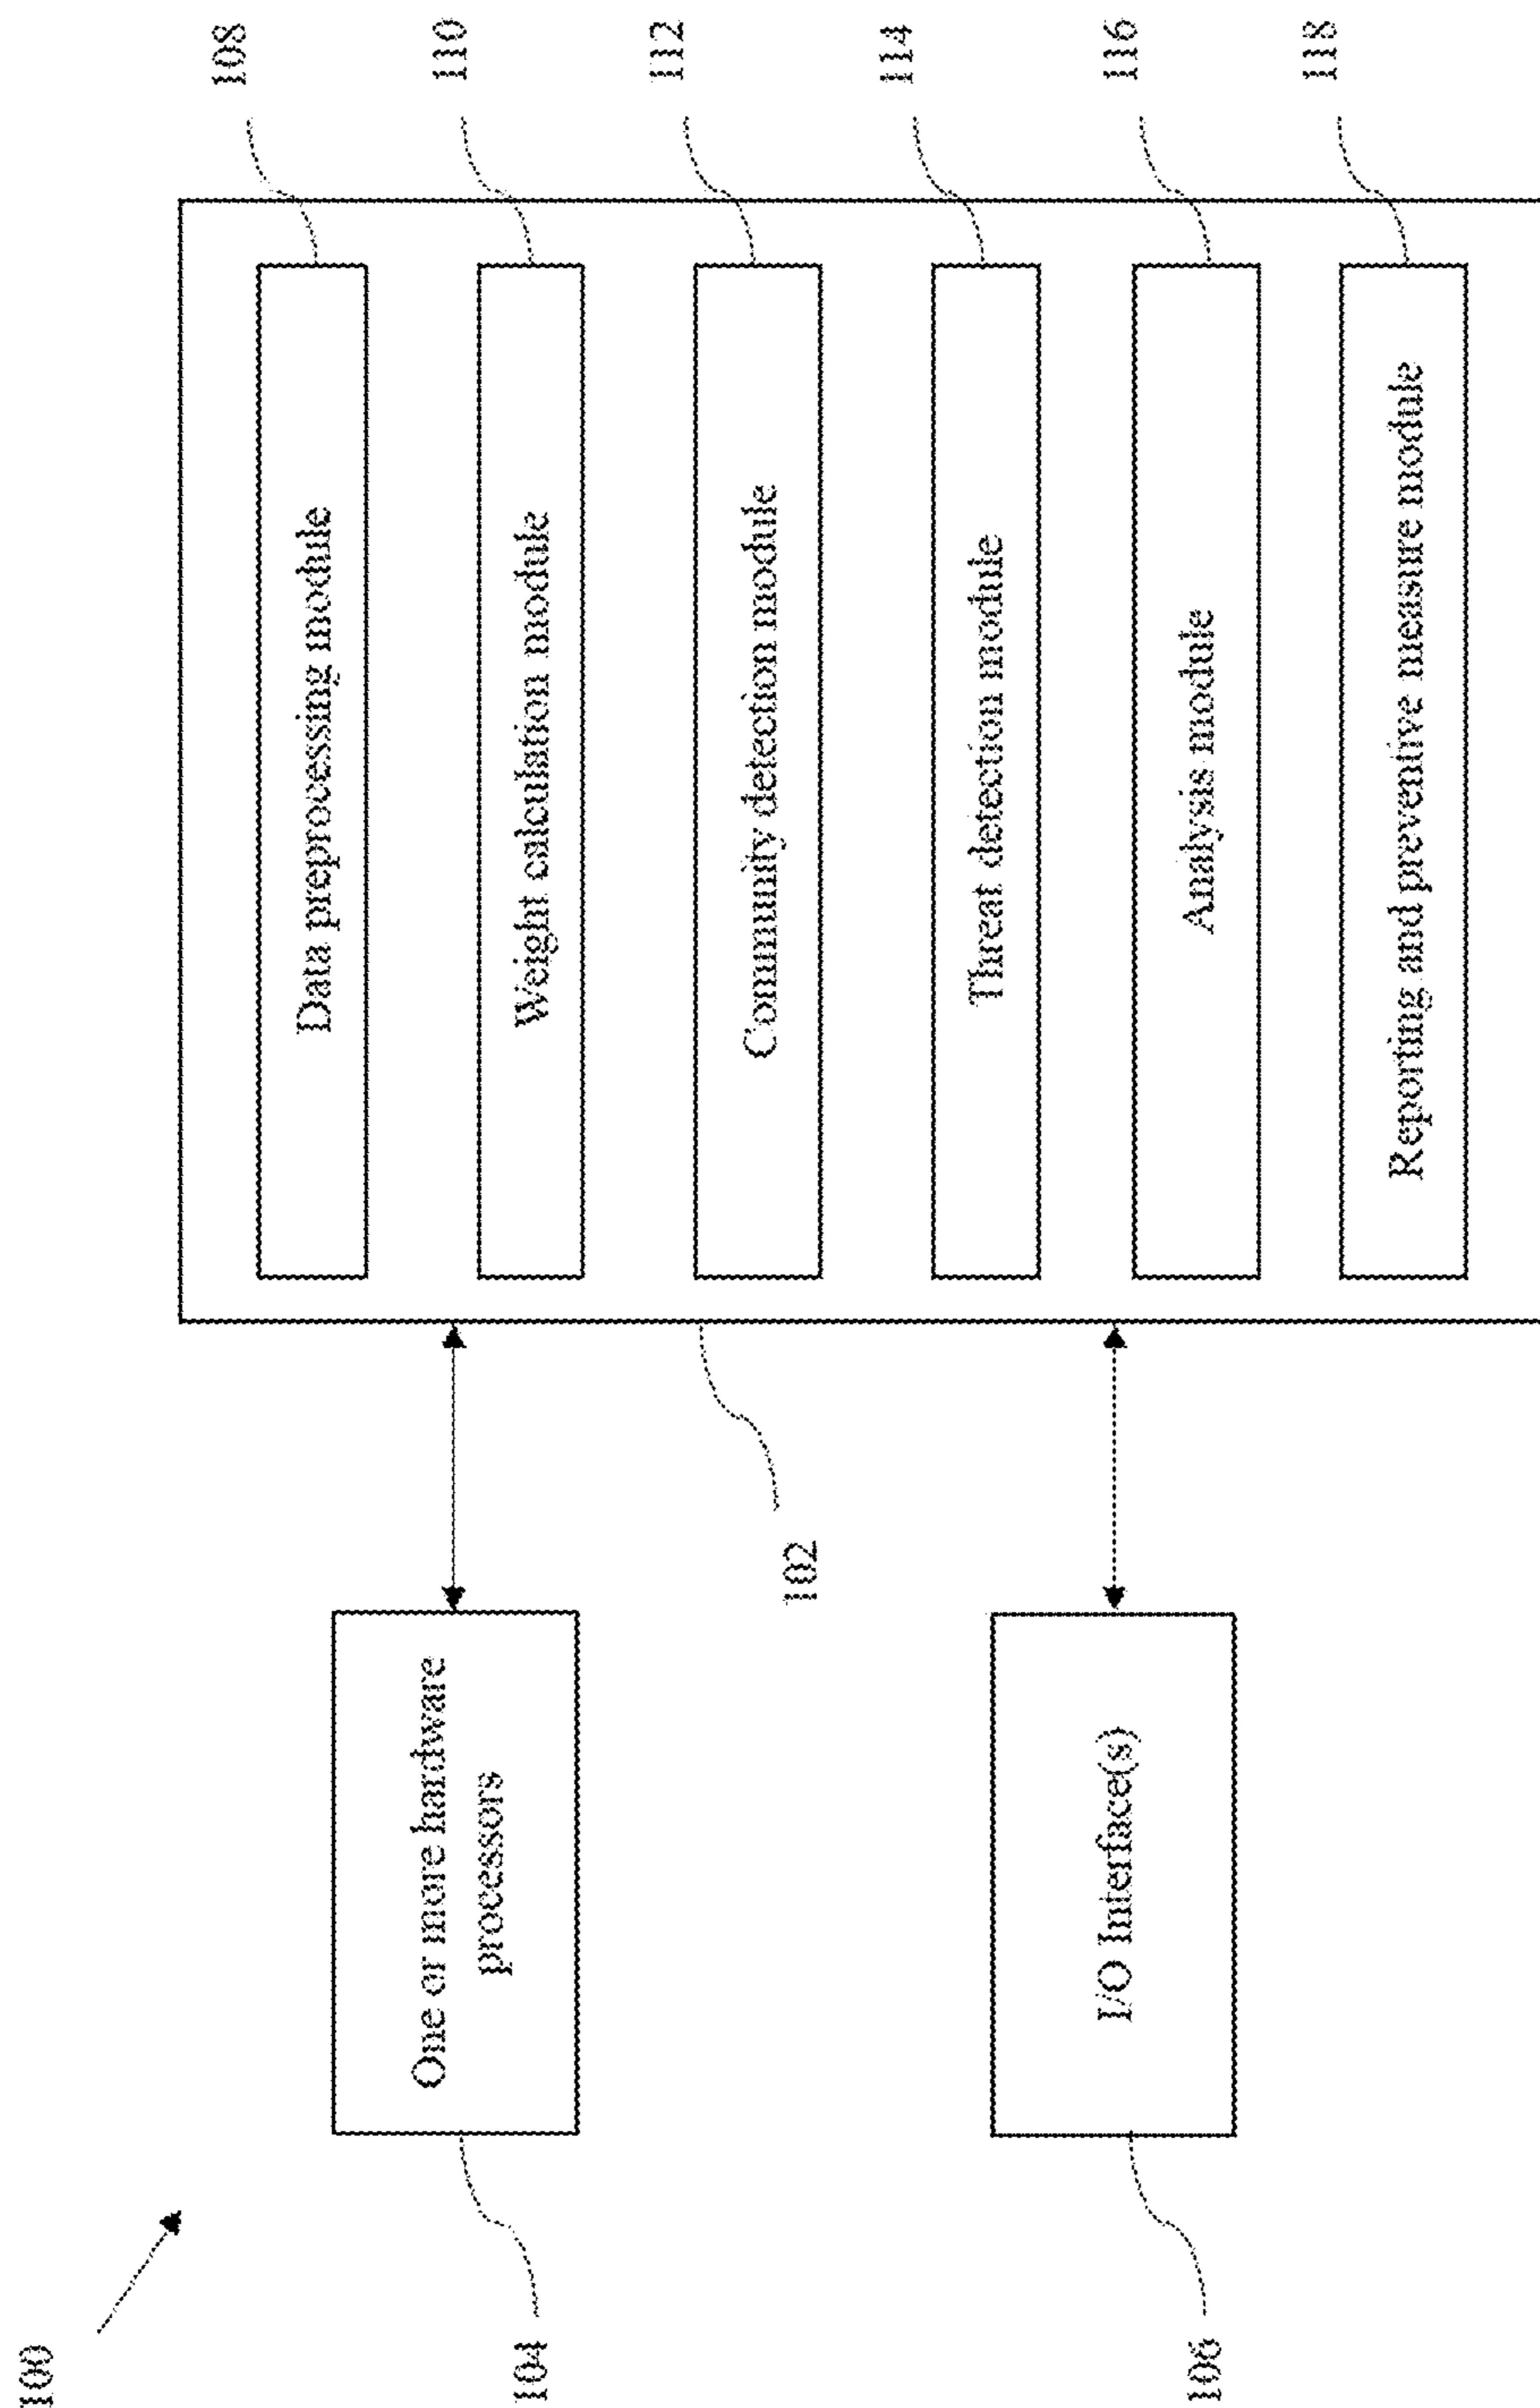 100
104
One or more hardware
processors
106
I/O Interface(s)
102
Data preprocessing module
108
Weight calculation module
110
Community detection module
112
Threat detection module
114
Analysis module
116
Reporting and preventive measure module
118